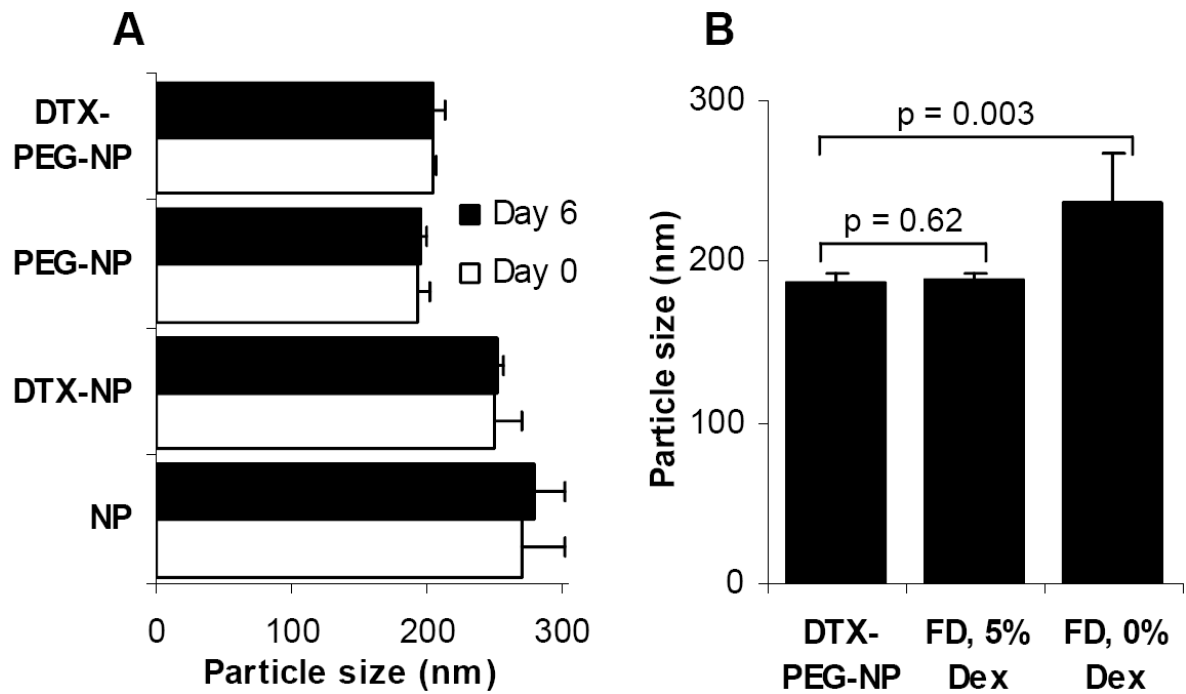 A
DTX-
PEG-NP
PEG-NP
DTX-NP
NP
Day 6
Day 0
0 100 200 300
Particle size (nm)
B
Particle size (nm)
300
200
100
0
p = 0.003
p = 0.62
DTX- FD, 5% FD, 0%
PEG-NP Dex Dex